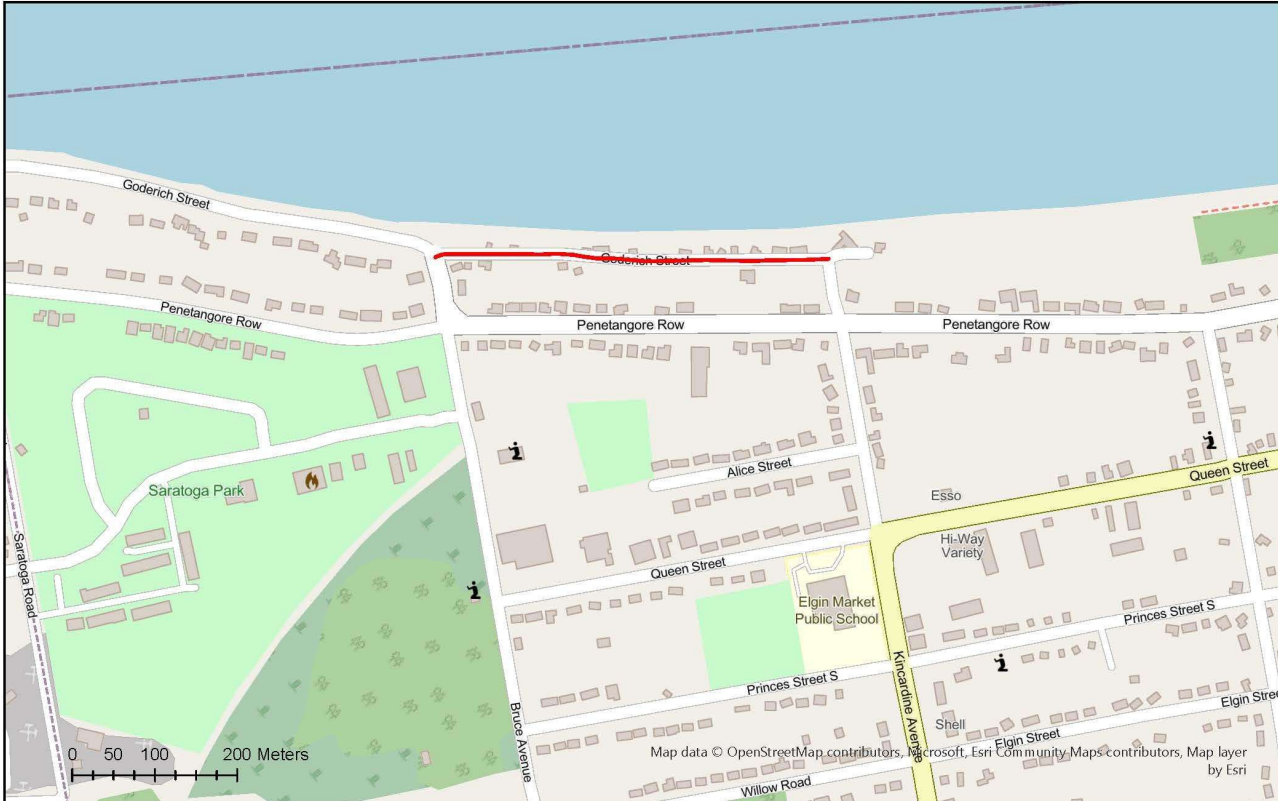 Goderich Street
Goderich Street
Penetangore Row
Penetangore Row
Penetangore Row
Alice Street
Queen Street
Saratoga Park
Esso
Hi-Way
Variety
Saratoga Road
Queen Street
Elgin Market
Public School
Princes Street S
Princes Street S
Kincardine Avenue
Bruce Avenue
Shell
Elgin Street
Elgin Stree
Willow Road
0 50 100 200 Meters
Map data © OpenStreetMap contributors, Microsoft, Esri Community Maps contributors, Map layer
by Esri